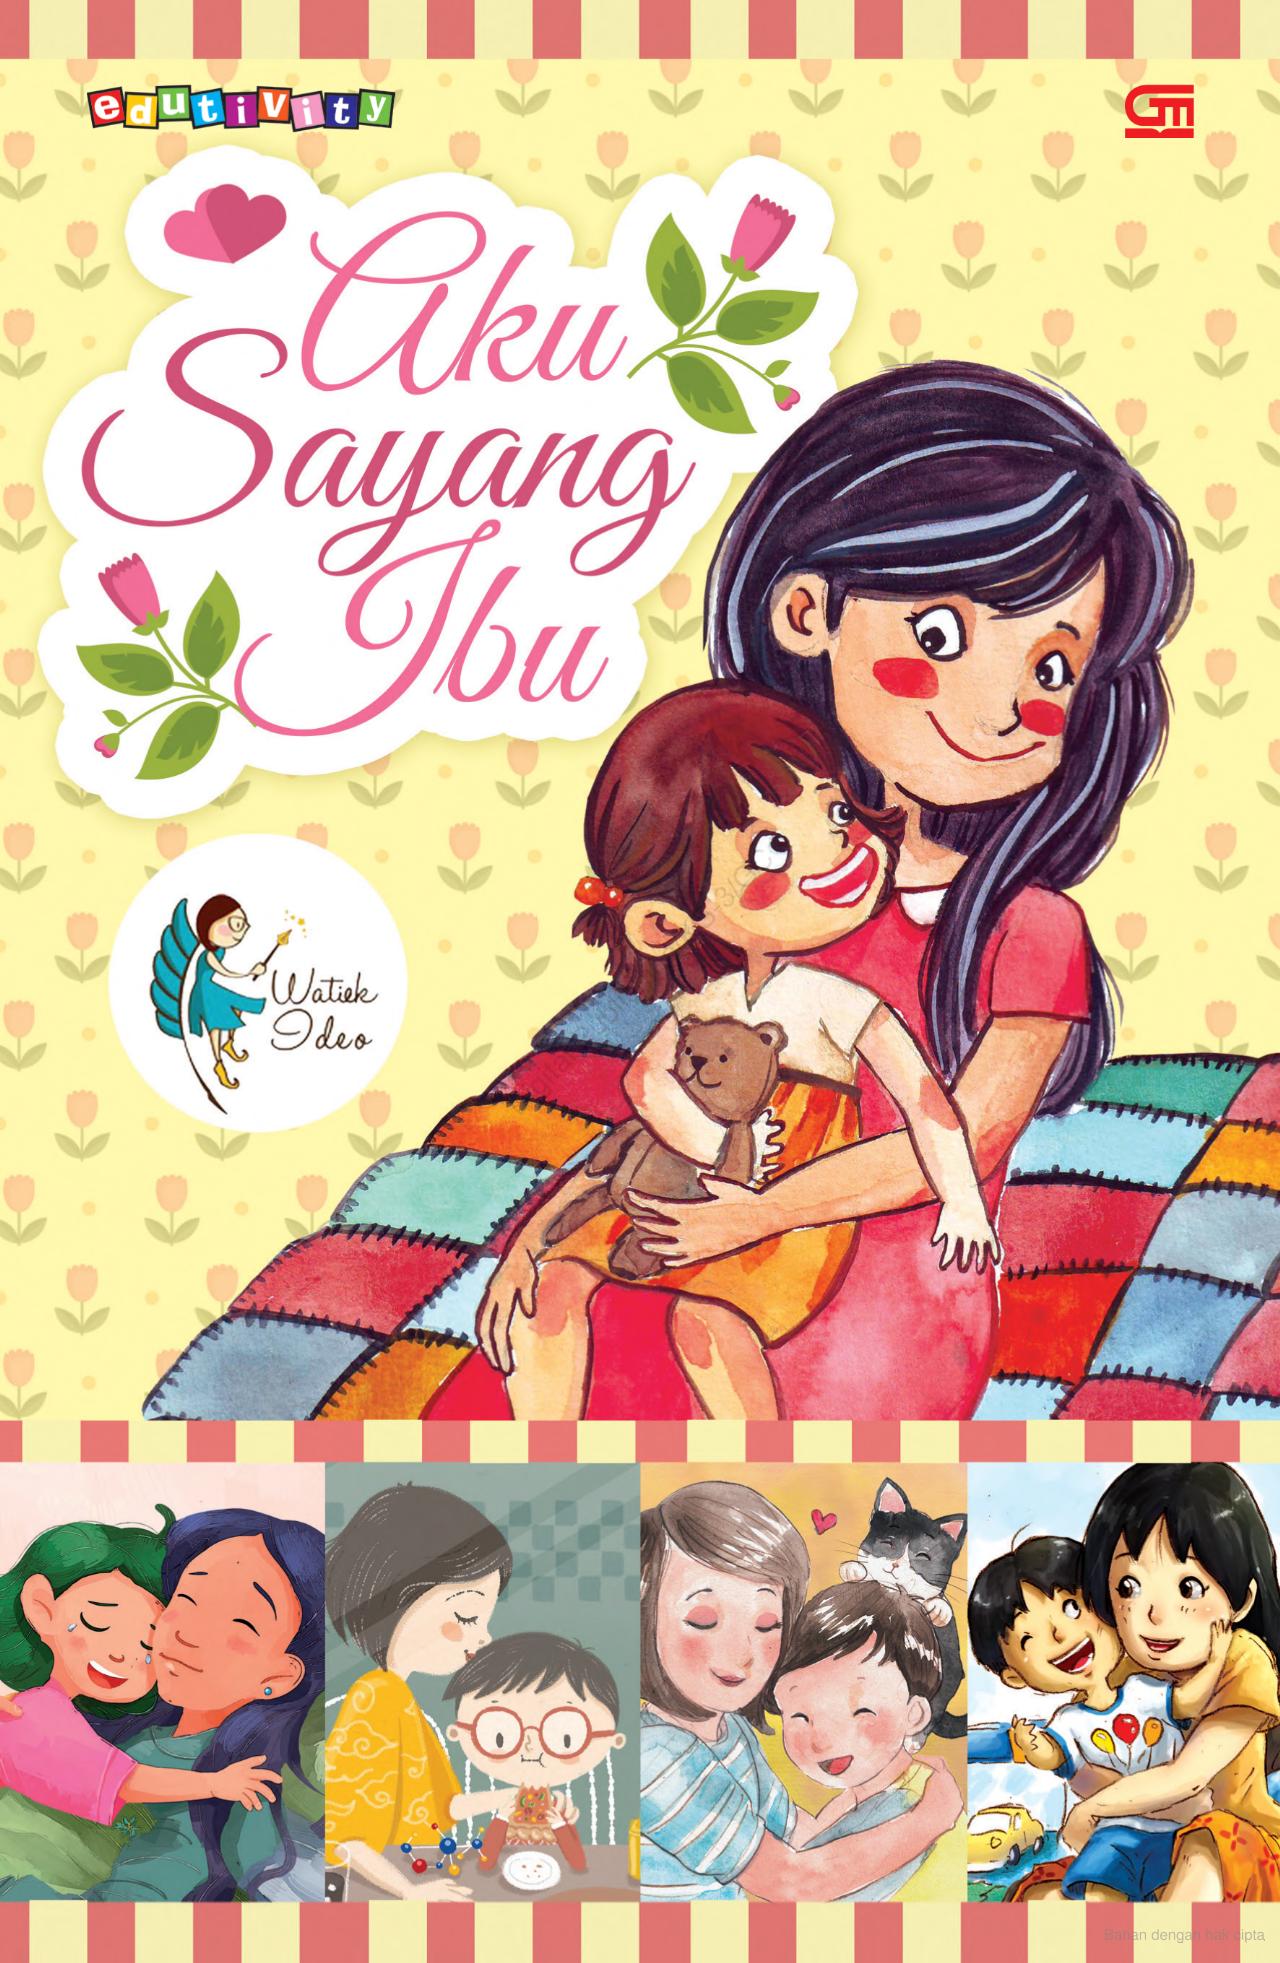 edutivity
GM
Aku
Sayang
Ibu
Watiek
Ideo
Bahan dengan hak cipta